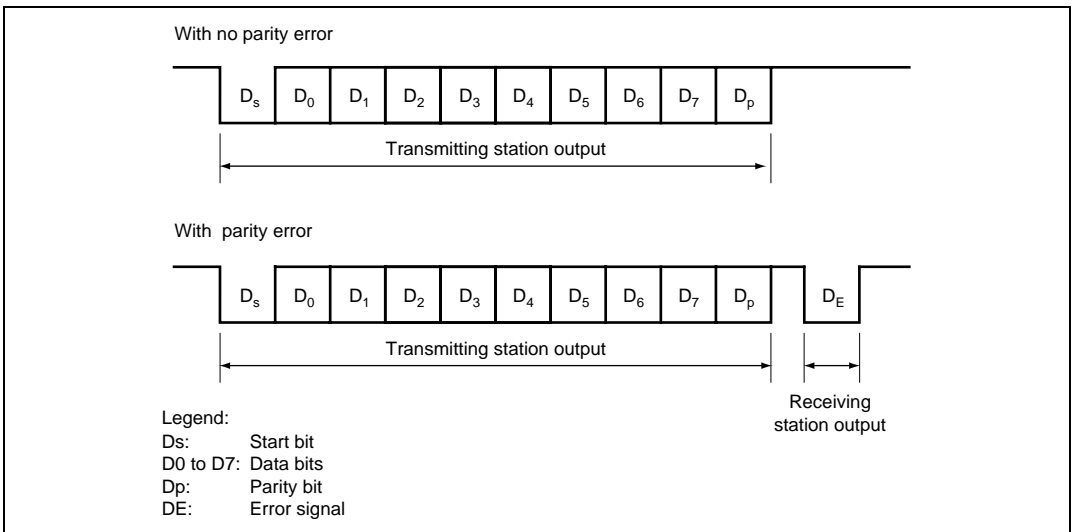 With no parity error
Ds D0 D1 D2 D3 D4 D5 D6 D7 Dp
Transmitting station output
With parity error
Ds D0 D1 D2 D3 D4 D5 D6 D7 Dp DE
Transmitting station output
Receiving
station output
Legend:
Ds: Start bit
D0 to D7: Data bits
Dp: Parity bit
DE: Error signal